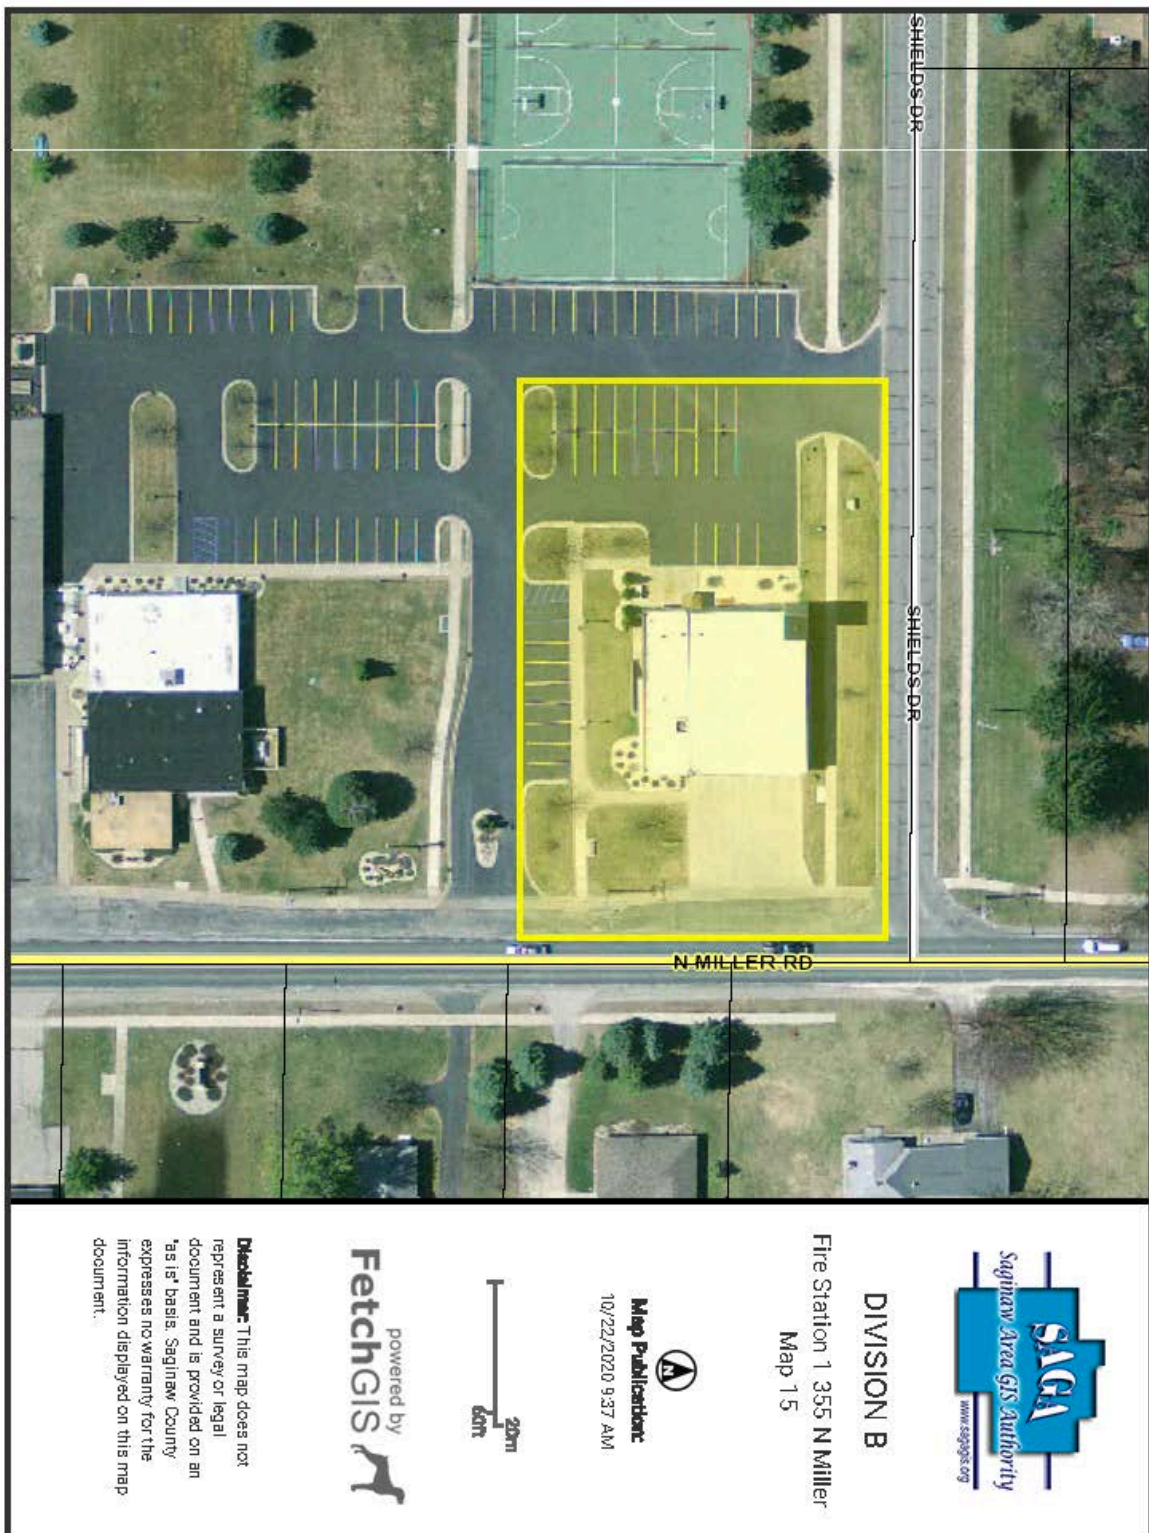 SHIELDS DR
SHIELDS DR
N MILLER RD
SAGA
Saginaw Area GIS Authority
www.sagagis.org
DIVISION B
Fire Station 1 355 N Miller
Map 15
N
Map Publication:
10/22/2020 9:37 AM
20m
60ft
powered by
FetchGIS
Disclaimer: This map does not
represent a survey or legal
document and is provided on an
"as is" basis. Saginaw County
expresses no warranty for the
information displayed on this map
document.